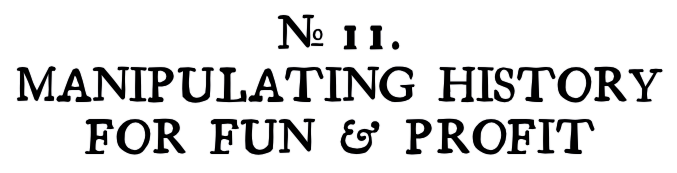 № 11.
MANIPULATING HISTORY
FOR FUN & PROFIT